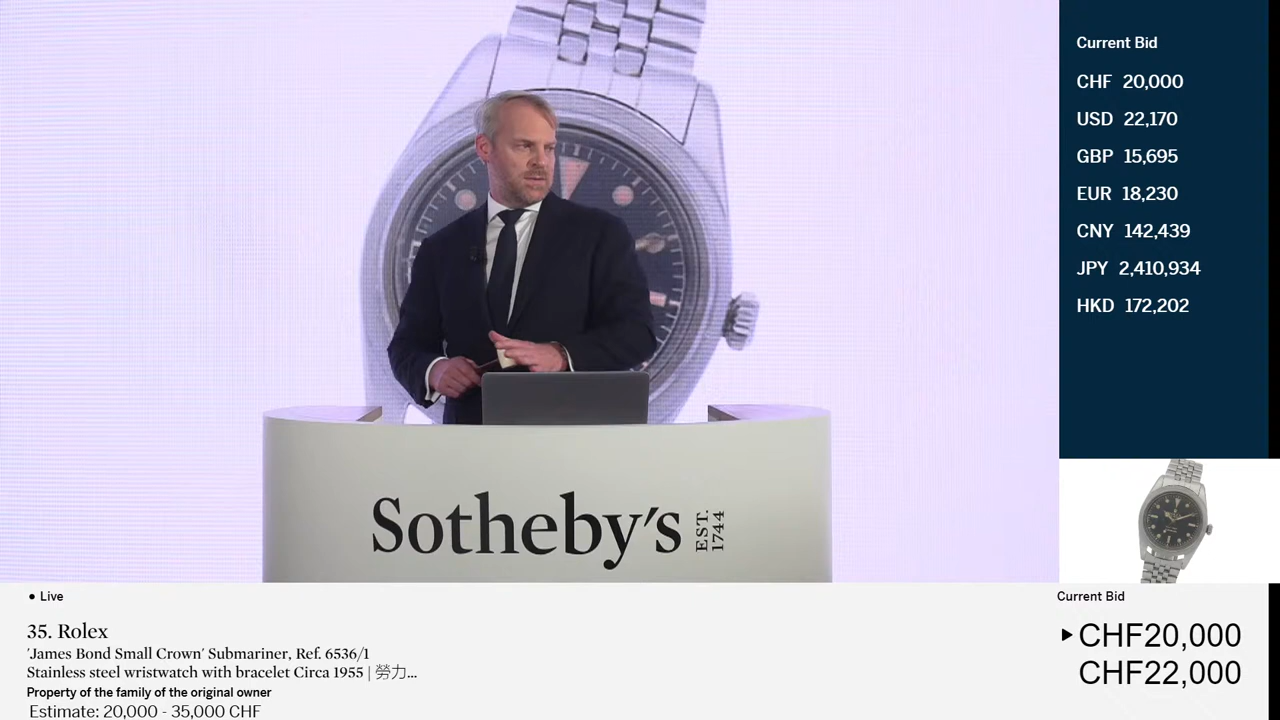 Current Bid
CHF 20,000
USD 22,170
GBP 15,695
EUR 18,230
CNY 142,439
JPY 2,410,934
HKD 172,202
Sotheby's EST. 1744
• Live
35. Rolex
'James Bond Small Crown' Submariner, Ref. 6536/1
Stainless steel wristwatch with bracelet Circa 1955 | 勞力...
Property of the family of the original owner
Estimate: 20,000 - 35,000 CHF
Current Bid
CHF20,000
CHF22,000